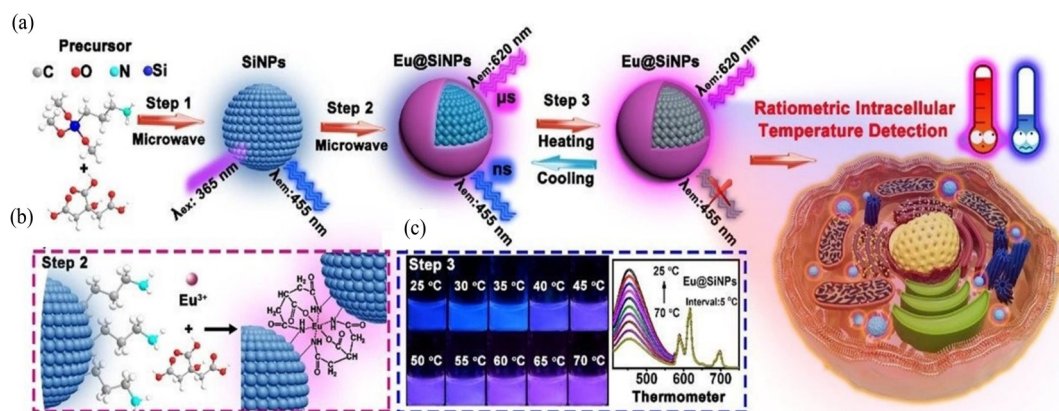 (a)
Precursor
C O N Si
+
Step 1
Microwave
SiNPs
λex: 365 nm
λem:455 nm
Step 2
Microwave
Eu@SiNPs
λem:620 nm
μs
ns
λem:455 nm
Step 3
Heating
Cooling
Eu@SiNPs
λem:620 nm
λem:455 nm
Ratiometric Intracellular
Temperature Detection
(b)
Step 2
Eu³⁺
+
Eu
(c)
Step 3
25 °C 30 °C 35 °C 40 °C 45 °C
50 °C 55 °C 60 °C 65 °C 70 °C
25 °C
Eu@SiNPs
Interval:5 °C
70 °C
500 600 700
Thermometer